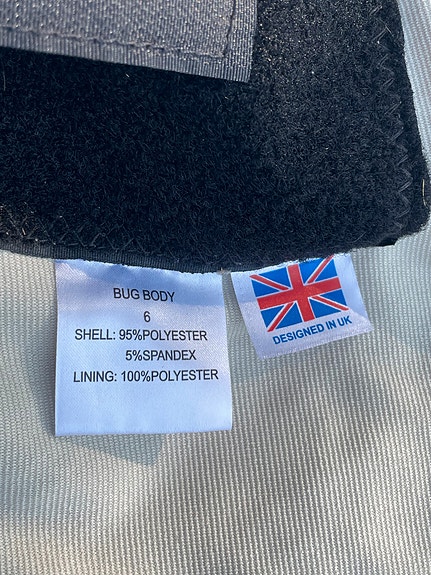 BUG BODY
6
SHELL: 95%POLYESTER
5%SPANDEX
LINING: 100%POLYESTER
DESIGNED IN UK